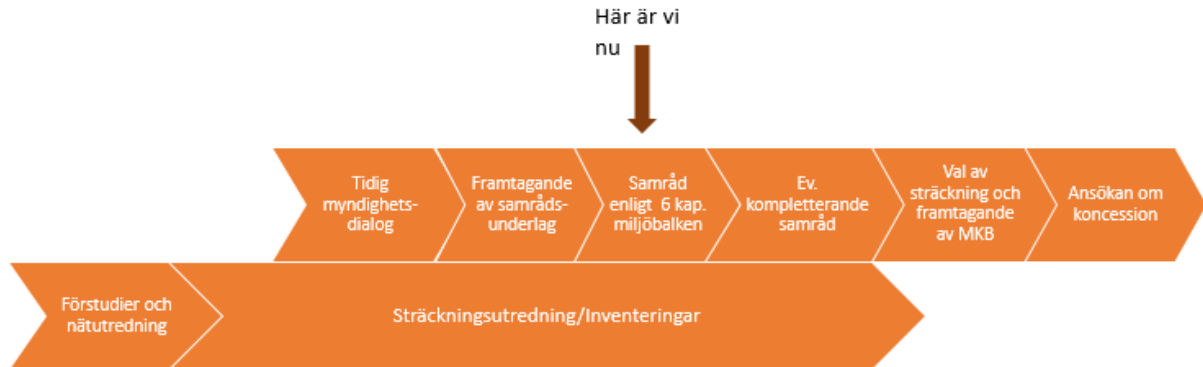 Här är vi
nu
Tidig
myndighets-
dialog
Framtagande
av samråds-
underlag
Samråd
enligt 6 kap.
miljöbalken
Ev.
kompletterande
samråd
Val av
sträckning och
framtagande
av MKB
Ansökan om
koncession
Förstudier och
nätutredning
Sträckningsutredning/Inventeringar